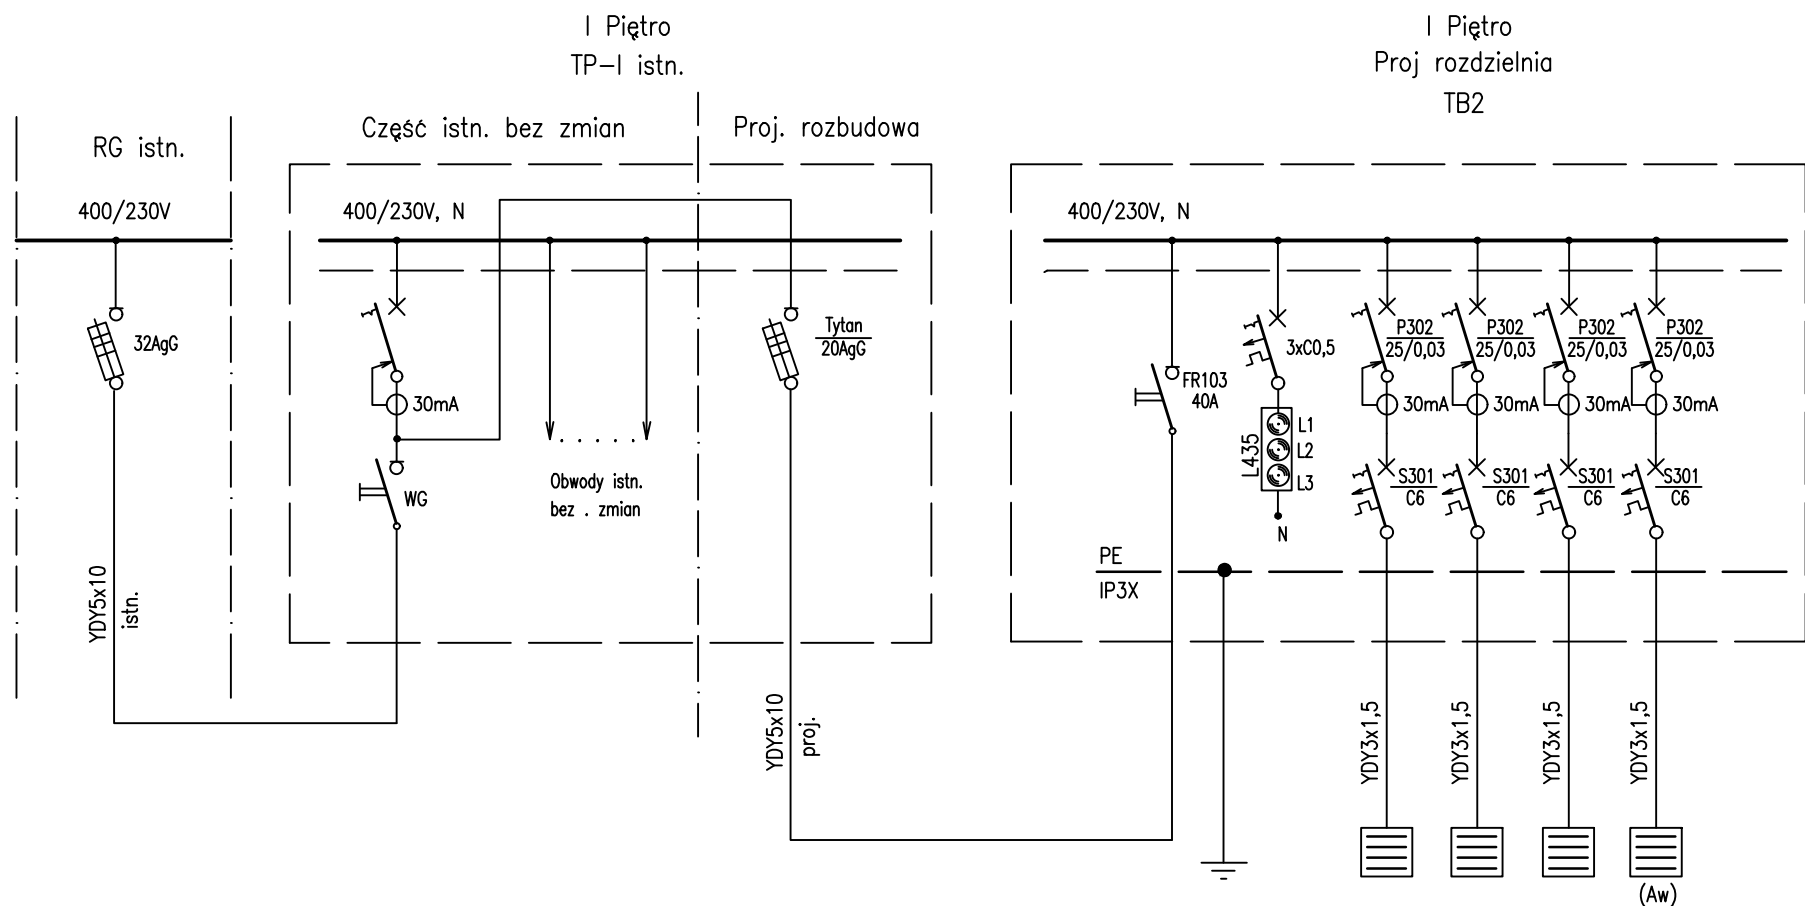 I Piętro
TP-I istn.
I Piętro
Proj rozdzielnia
TB2
RG istn.
Część istn. bez zmian
Proj. rozbudowa
400/230V
400/230V, N
400/230V, N
32AgG
30mA
WG
Obwody istn.
bez . zmian
Tytan
20AgG
FR103
40A
3xC0,5
L435
L1
L2
L3
N
P302
25/0,03
30mA
P302
25/0,03
30mA
P302
25/0,03
30mA
P302
25/0,03
30mA
S301
C6
S301
C6
S301
C6
S301
C6
PE
IP3X
YDY5x10
istn.
YDY5x10
proj.
YDY3x1,5
YDY3x1,5
YDY3x1,5
YDY3x1,5
(Aw)